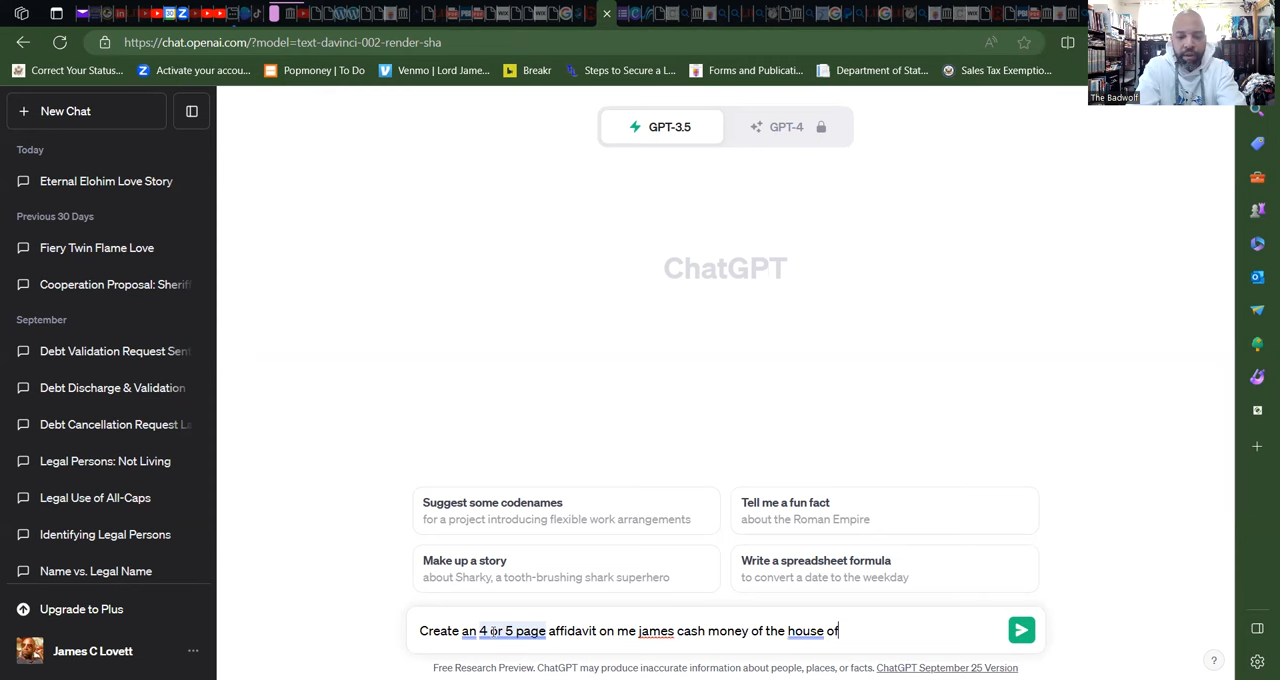 https://chat.openai.com/?model=text-davinci-002-render-sha
Correct Your Status...
Activate your accou...
Popmoney | To Do
Venmo | Lord Jame...
Breakr
Steps to Secure a L...
Forms and Publicati...
Department of Stat...
Sales Tax Exemptio...
The Badwolf
New Chat
GPT-3.5
GPT-4
Today
Eternal Elohim Love Story
Previous 30 Days
Fiery Twin Flame Love
Cooperation Proposal: Sheriff
September
Debt Validation Request Sent
Debt Discharge & Validation
Debt Cancellation Request La
Legal Persons: Not Living
Legal Use of All-Caps
Identifying Legal Persons
Name vs. Legal Name
Upgrade to Plus
James C Lovett
ChatGPT
Suggest some codenames
for a project introducing flexible work arrangements
Tell me a fun fact
about the Roman Empire
Make up a story
about Sharky, a tooth-brushing shark superhero
Write a spreadsheet formula
to convert a date to the weekday
Create an 4 or 5 page affidavit on me james cash money of the house of
Free Research Preview. ChatGPT may produce inaccurate information about people, places, or facts. ChatGPT September 25 Version
?